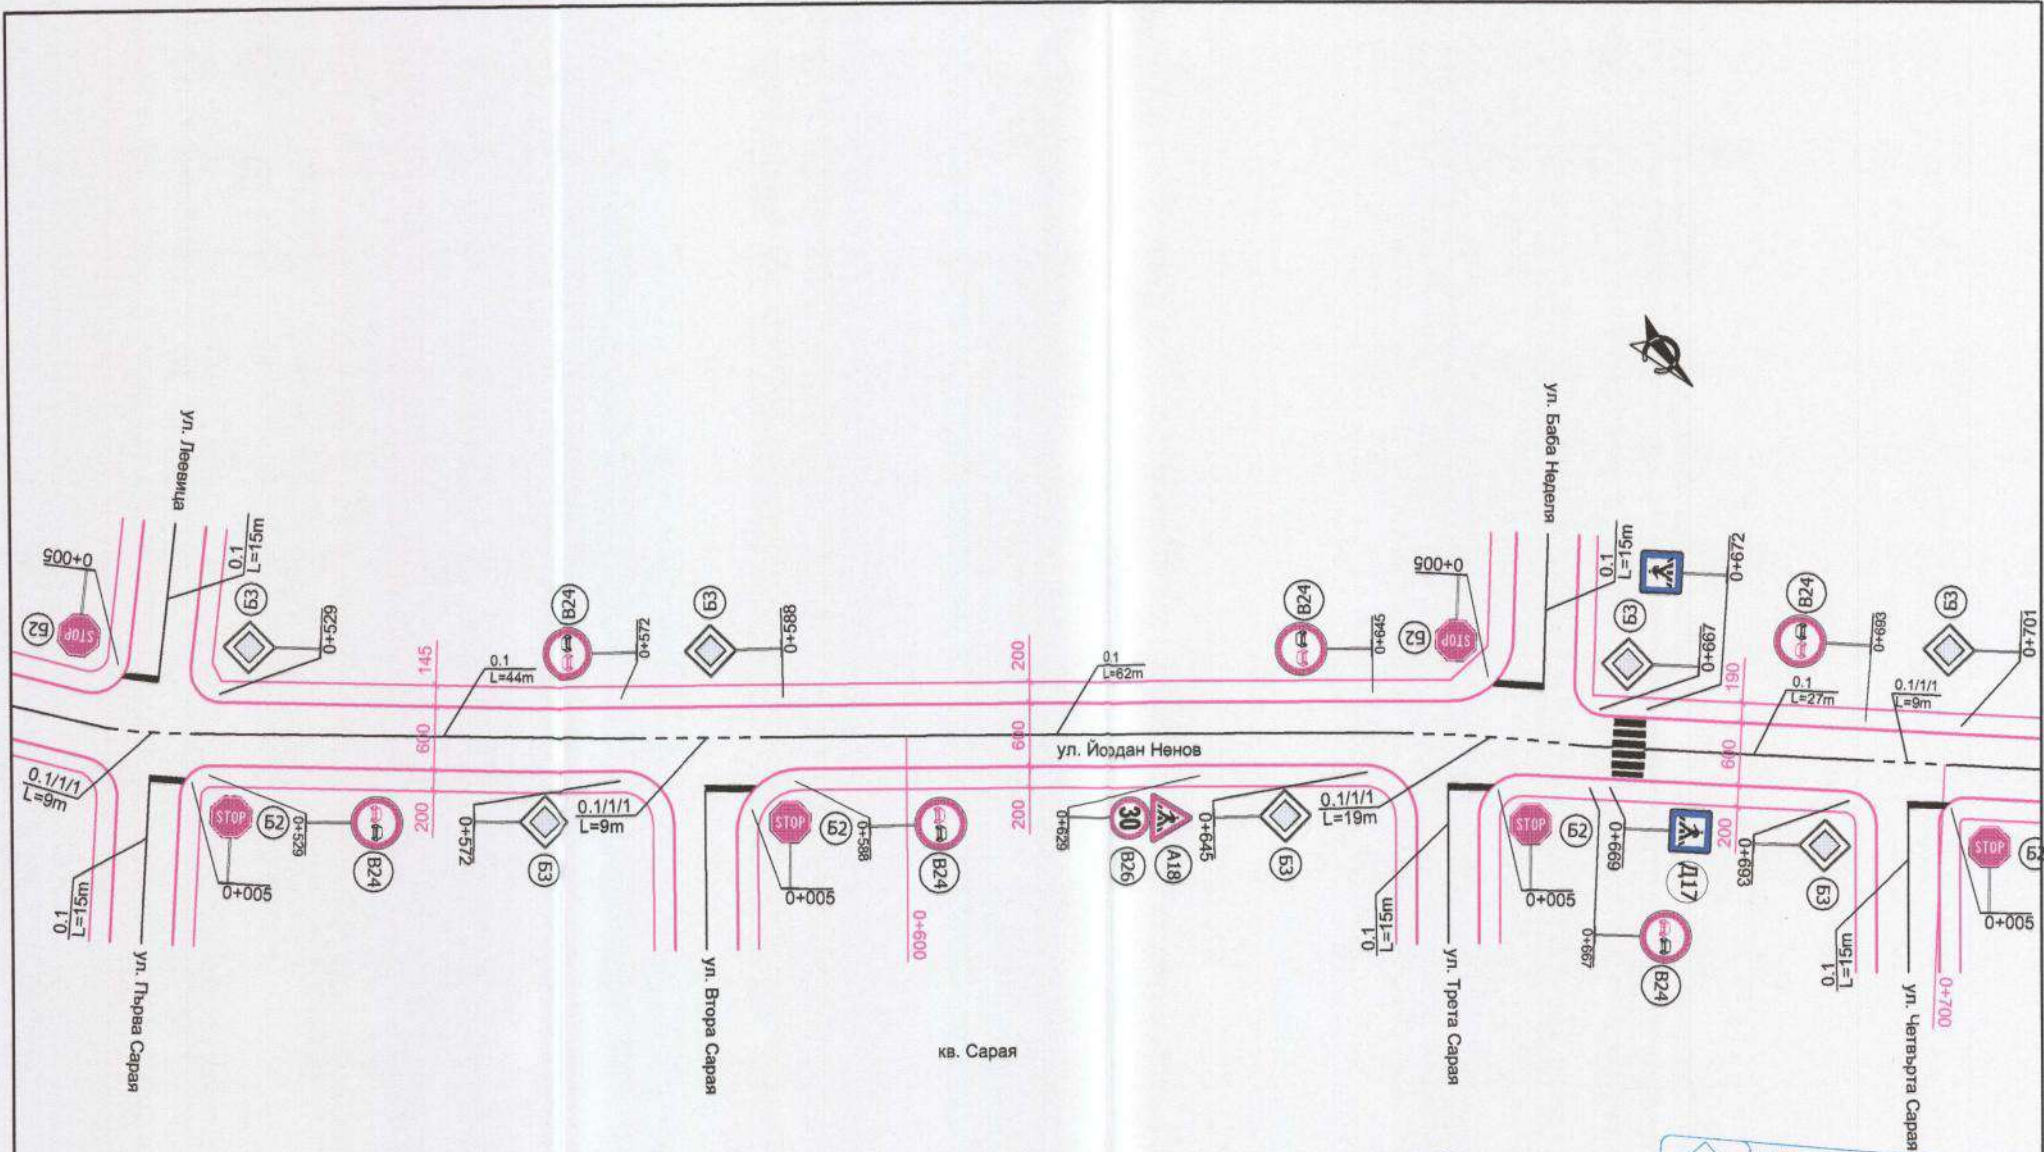 ул. Левица
0+005
Б2
STOP
0.1
L=15m
Б3
0+529
145
600
200
0.1
L=44m
В24
0+572
Б3
0+588
200
600
200
0.1
L=62m
ул. Йордан Ненов
В24
0+645
0+005
Б2
STOP
ул. Баба Неделя
0.1
L=15m
0+672
Б3
0+667
190
600
200
В24
0+693
0.1
L=27m
0.1/1/1
L=9m
Б3
0+701
0.1/1/1
L=9m
0.1
L=15m
ул. Първа Сарая
STOP
Б2
0+005
0+529
В24
0+572
Б3
0.1/1/1
L=9m
ул. Втора Сарая
STOP
Б2
0+005
0+588
В24
0+600
0+629
30
В26
А18
0+645
Б3
0.1/1/1
L=19m
0.1
L=15m
ул. Трета Сарая
STOP
Б2
0+005
0+669
Д17
0+667
В24
0+693
Б3
0.1
L=15m
ул. Четвърта Сарая
0+700
STOP
Б2
0+005
кв. Сарая